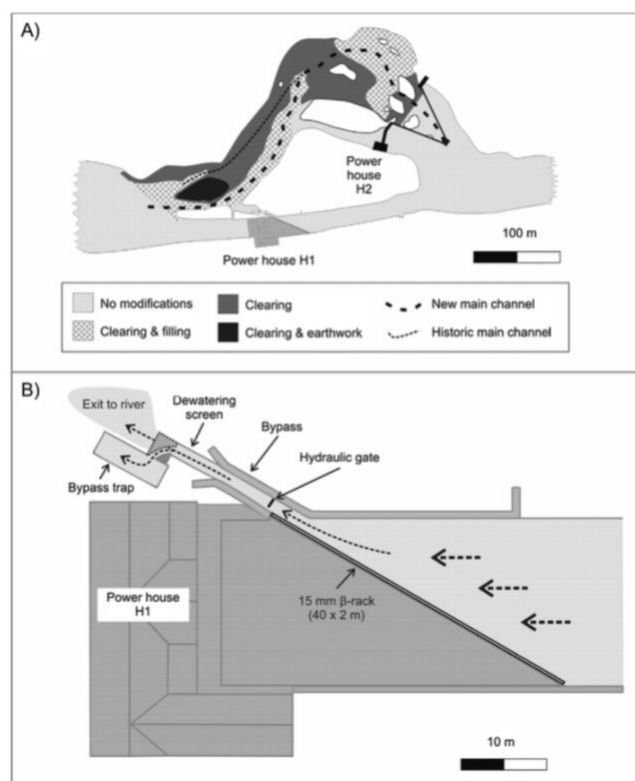 A)
Power
house
H2
Power house H1
100 m
No modifications
Clearing
New main channel
Clearing & filling
Clearing & earthwork
Historic main channel
B)
Exit to river
Dewatering
screen
Bypass
Hydraulic gate
Bypass trap
Power house
H1
15 mm β-rack
(40 x 2 m)
10 m